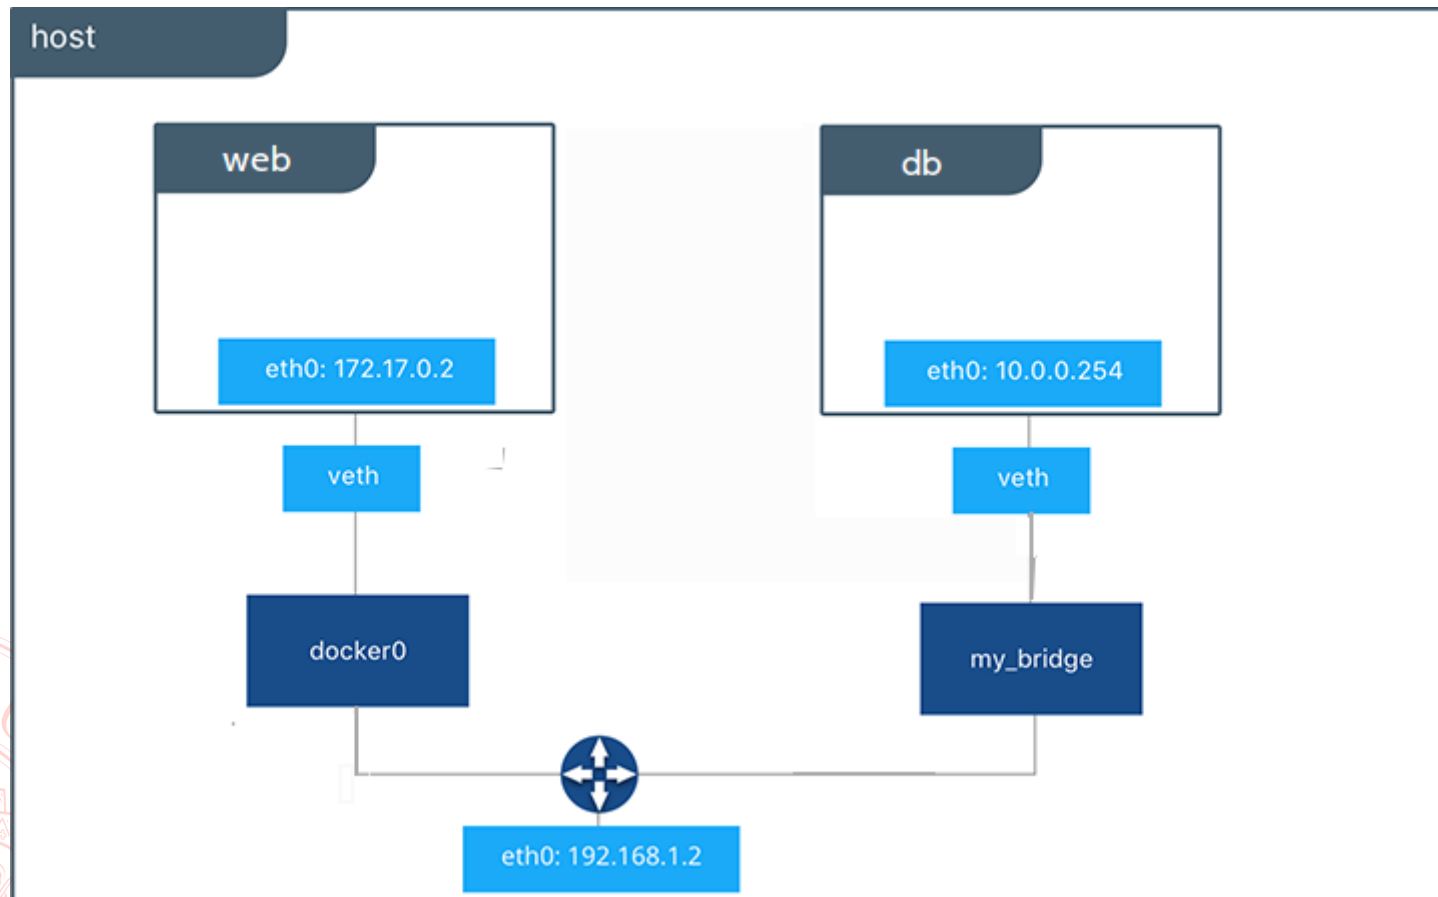 host
web
db
eth0: 172.17.0.2
eth0: 10.0.0.254
veth
veth
docker0
my_bridge
eth0: 192.168.1.2